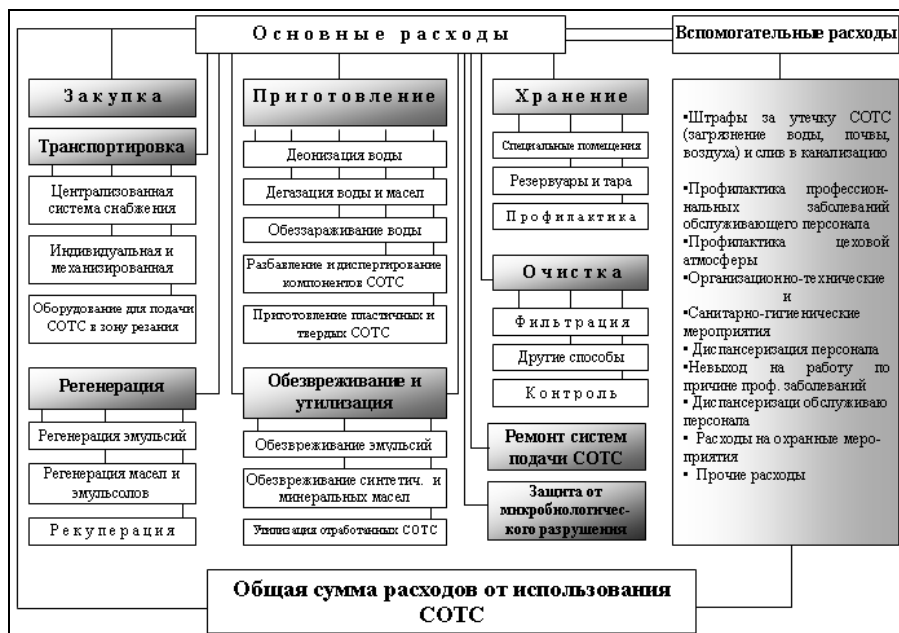 Основные расходы
Вспомогательные расходы
Закупка
Транспортировка
Централизованная
система снабжения
Индивидуальная и
механизированная
Оборудование для подачи
СОТС в зону резания
Регенерация
Регенерация эмульсий
Регенерация масел и
эмульсолов
Рекуперация
Приготовление
Деонизация воды
Дегазация воды и масел
Обеззараживание воды
Разбавление и диспергирование
компонентов СОТС
Приготовление пластичных и
твердых СОТС
Обезвреживание и
утилизация
Обезвреживание эмульсий
Обезвреживание синтетич. и
минеральных масел
Утилизация отработанных СОТС
Хранение
Специальные помещения
Резервуары и тара
Профилактика
Очистка
Фильтрация
Другие способы
Контроль
Ремонт систем
подачи СОТС
Защита от
микробнологиче-
ского разрушения
▪Штрафы за утечку СОТС
(загрязнение воды, почвы,
воздуха) и слив в канализацию
▪Профилактика профессион-
нальных заболеваний
обслуживающего персонала
▪Профилактика цеховой
атмосферы
▪Организационно-технические
и
▪Санитарно-гигиенические
мероприятия
▪ Диспансеризация персонала
▪Невыход на работу по
причине проф. заболеваний
▪ Диспансеризаци обслуживаю
персонала
▪ Расходы на охранные меро-
приятия
▪ Прочие расходы
Общая сумма расходов от использования
СОТС